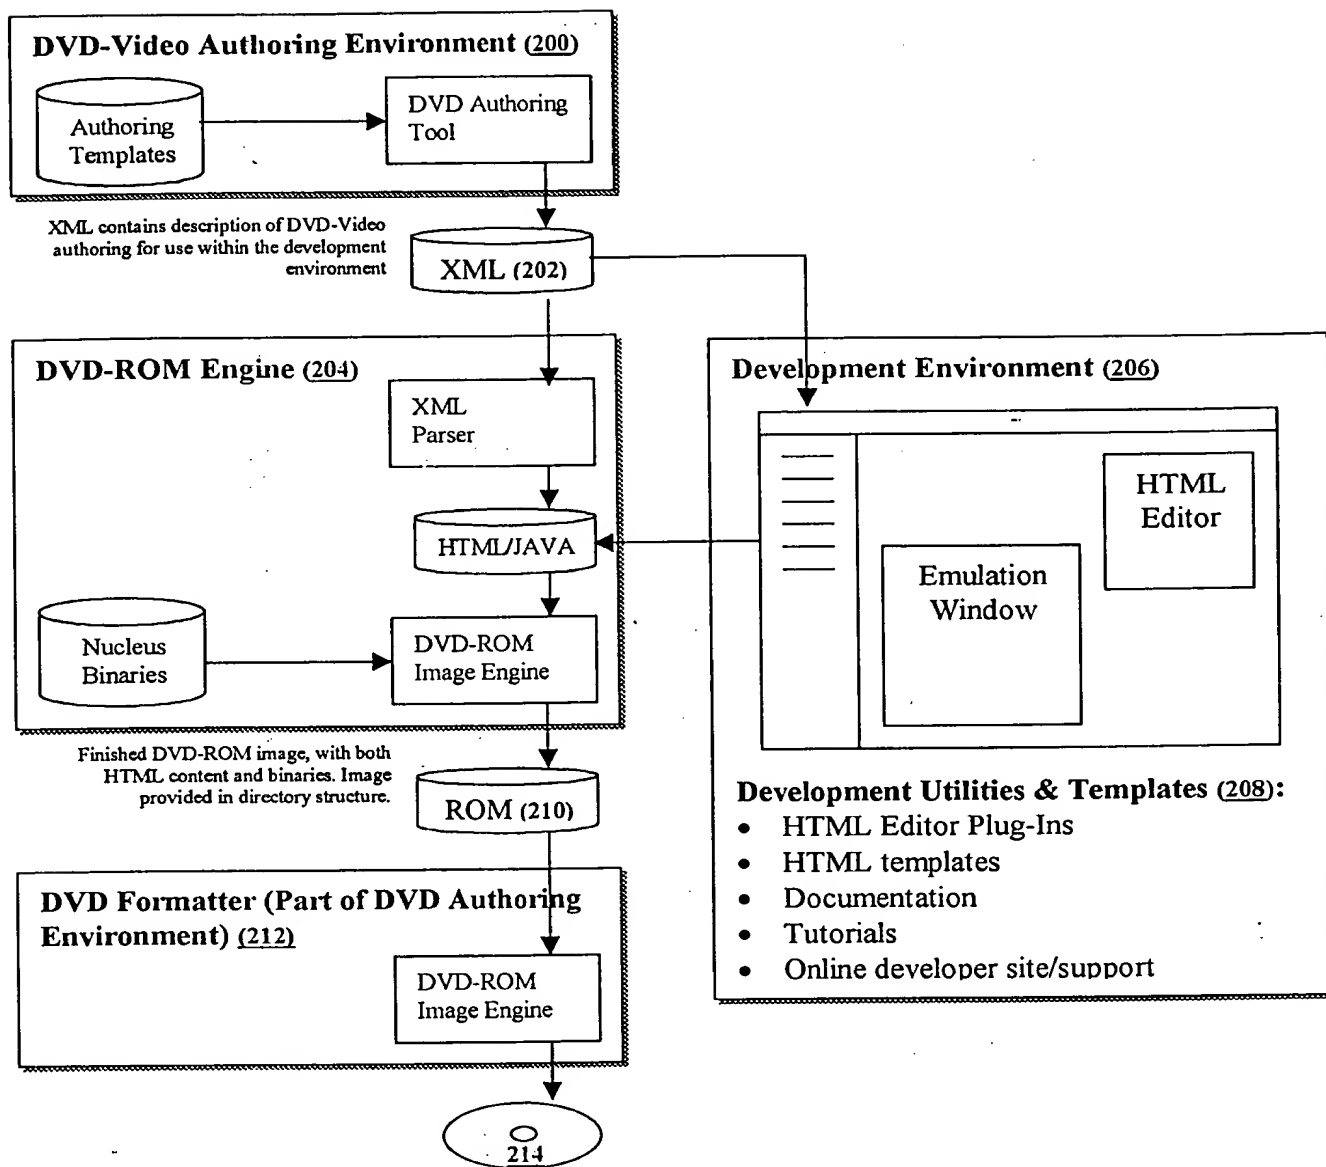 DVD-Video Authoring Environment (200)
Authoring
Templates
DVD Authoring
Tool
XML contains description of DVD-Video
authoring for use within the development
environment
XML (202)
DVD-ROM Engine (204)
XML
Parser
HTML/JAVA
Nucleus
Binaries
DVD-ROM
Image Engine
Finished DVD-ROM image, with both
HTML content and binaries. Image
provided in directory structure.
ROM (210)
DVD Formatter (Part of DVD Authoring
Environment) (212)
DVD-ROM
Image Engine
214
Development Environment (206)
HTML
Editor
Emulation
Window
Development Utilities & Templates (208):
• HTML Editor Plug-Ins
• HTML templates
• Documentation
• Tutorials
• Online developer site/support